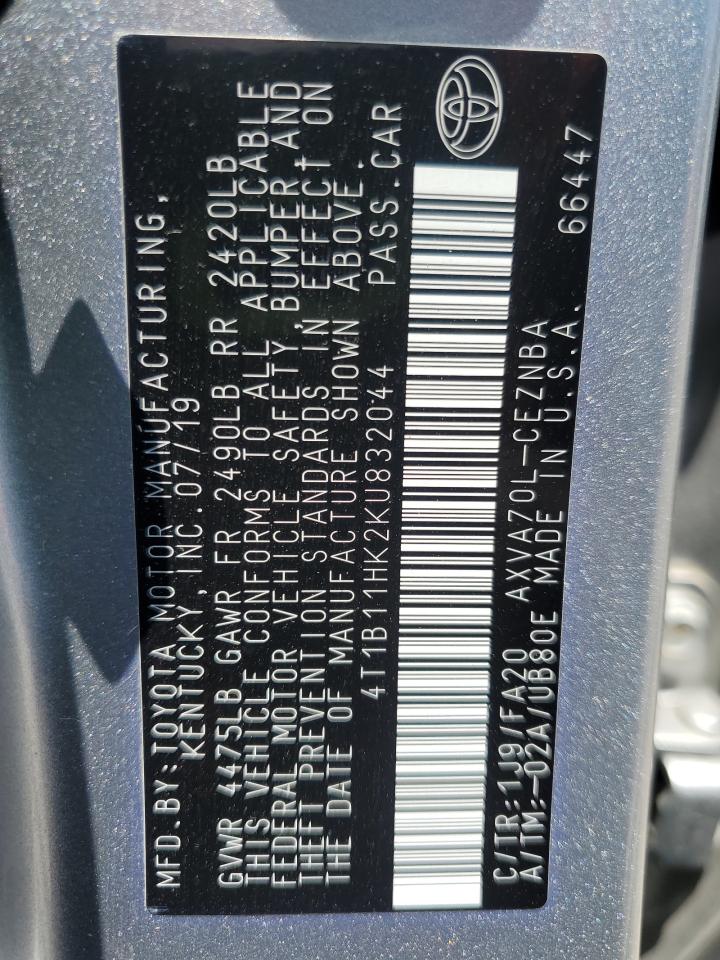 MFD.BY:TOYOTA MOTOR MANUFACTURING,
KENTUCKY,INC.07/19
GVWR 4475LB GAWR FR 2490LB RR 2420LB
THIS VEHICLE CONFORMS TO ALL APPLICABLE
FEDERAL MOTOR VEHICLE SAFETY,BUMPER,AND
THEFT PREVENTION STANDARDS IN EFFECT ON
THE DATE OF MANUFACTURE SHOWN ABOVE.
4T1B11HK2KU832044 PASS.CAR
C/TR:1J9/FA20 AXVA70L-CEZNBA
A/TM:-02A/UB80E MADE IN U.S.A. 66447